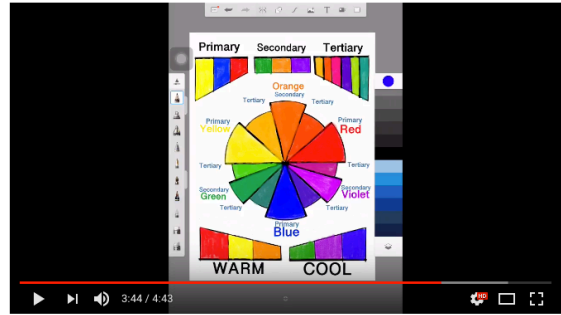 Primary Secondary Tertiary
Orange
Secondary
Tertiary Tertiary
Primary Primary
Yellow Red
Tertiary Tertiary
Secondary Secondary
Green Violet
Tertiary Tertiary
Primary
Blue
WARM COOL
3:44 / 4:43 HD